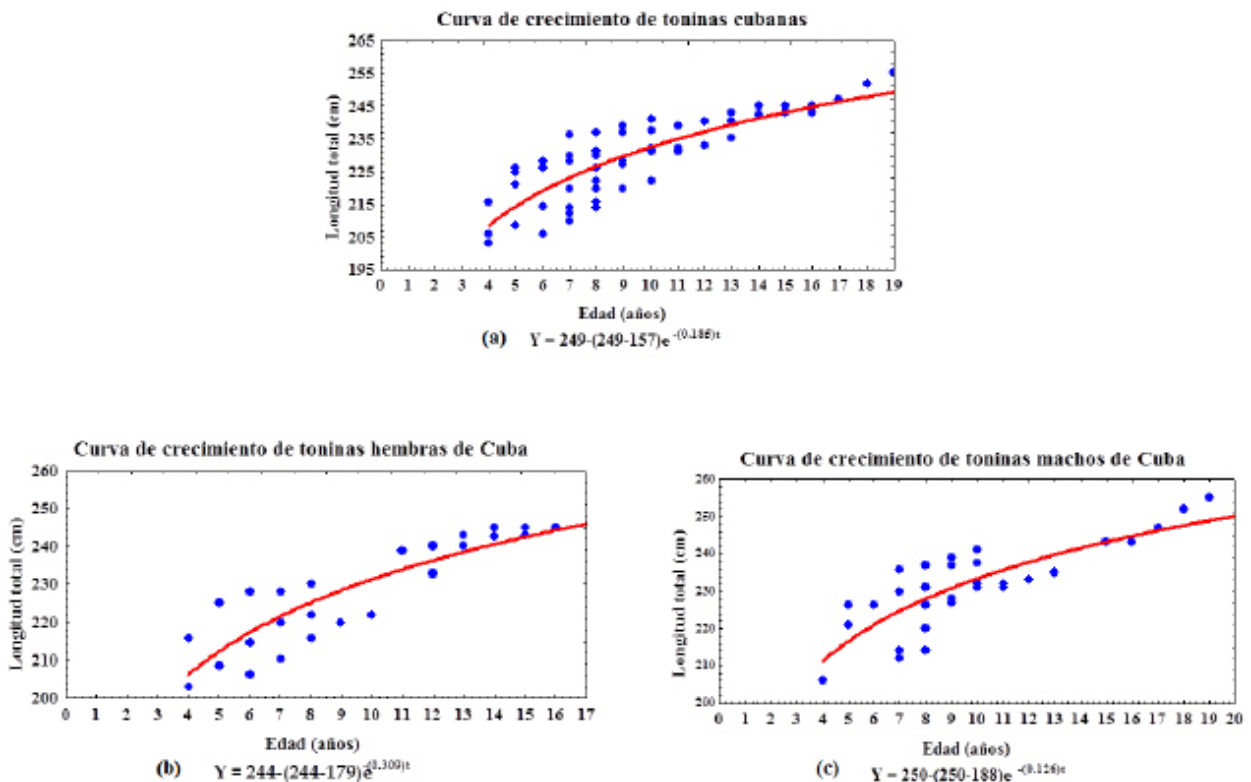 Curva de crecimiento de toninas cubanas
Longitud total (cm)
265
255
245
235
225
215
205
195
0 1 2 3 4 5 6 7 8 9 10 11 12 13 14 15 16 17 18 19
Edad (años)
(a) Y = 249-(249-157)e -(0.186)t
Curva de crecimiento de toninas hembras de Cuba
Longitud total (cm)
260
250
240
230
220
210
200
0 1 2 3 4 5 6 7 8 9 10 11 12 13 14 15 16 17
Edad (años)
(b) Y = 244-(244-179)e-(0.309)t
Curva de crecimiento de toninas machos de Cuba
Longitud total (cm)
260
250
240
230
220
210
200
0 1 2 3 4 5 6 7 8 9 10 11 12 13 14 15 16 17 18 19 20
Edad (años)
(c) Y = 250-(250-188)e -(0.126)t